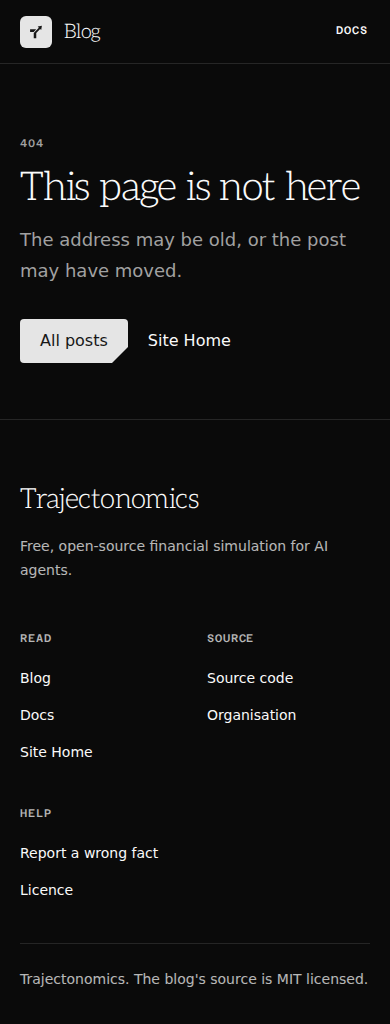 Blog
DOCS
404
This page is not here
The address may be old, or the post
may have moved.
All posts
Site Home
Trajectonomics
Free, open-source financial simulation for AI
agents.
READ
Blog
Docs
Site Home
SOURCE
Source code
Organisation
HELP
Report a wrong fact
Licence
Trajectonomics. The blog's source is MIT licensed.